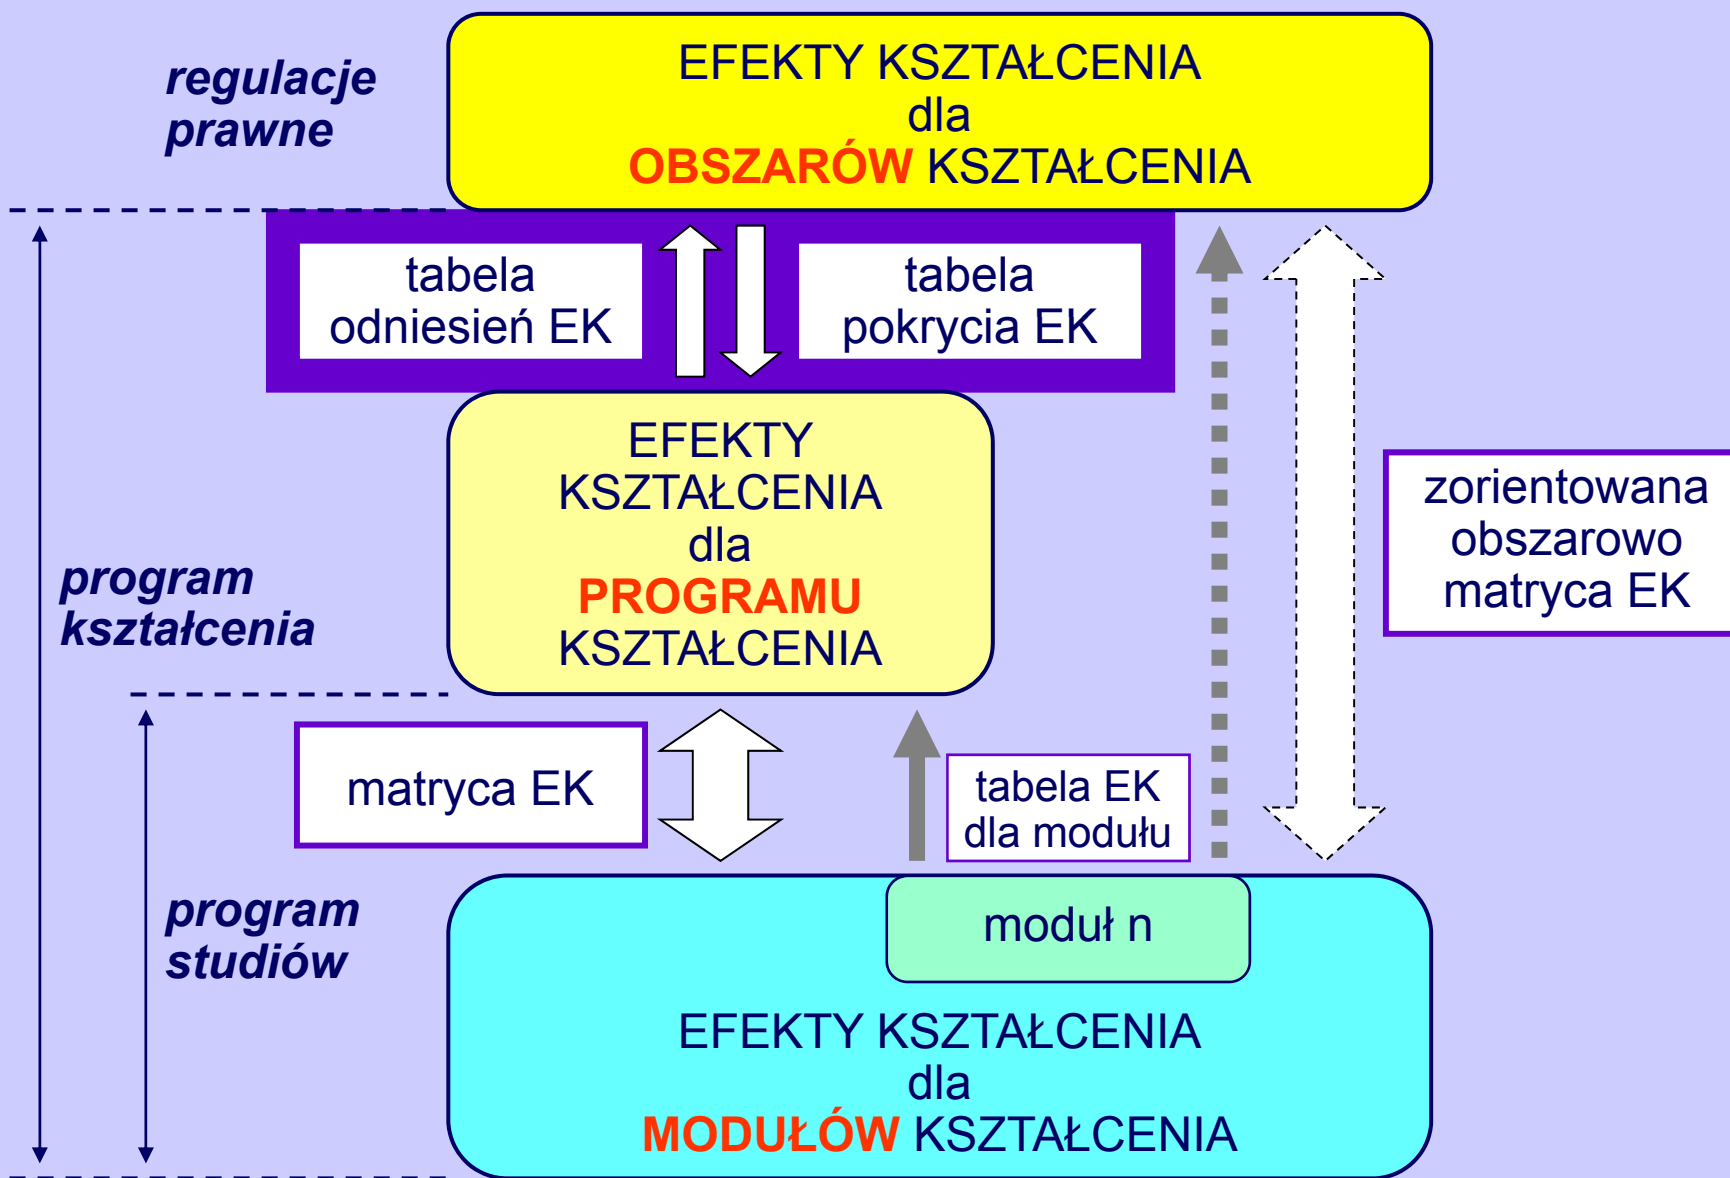 regulacje
prawne
EFEKTY KSZTAŁCENIA
dla
OBSZARÓW KSZTAŁCENIA
tabela
odniesień EK
tabela
pokrycia EK
EFEKTY
KSZTAŁCENIA
dla
PROGRAMU
KSZTAŁCENIA
zorientowana
obszarowo
matryca EK
program
kształcenia
matryca EK
tabela EK
dla modułu
program
studiów
moduł n
EFEKTY KSZTAŁCENIA
dla
MODUŁÓW KSZTAŁCENIA